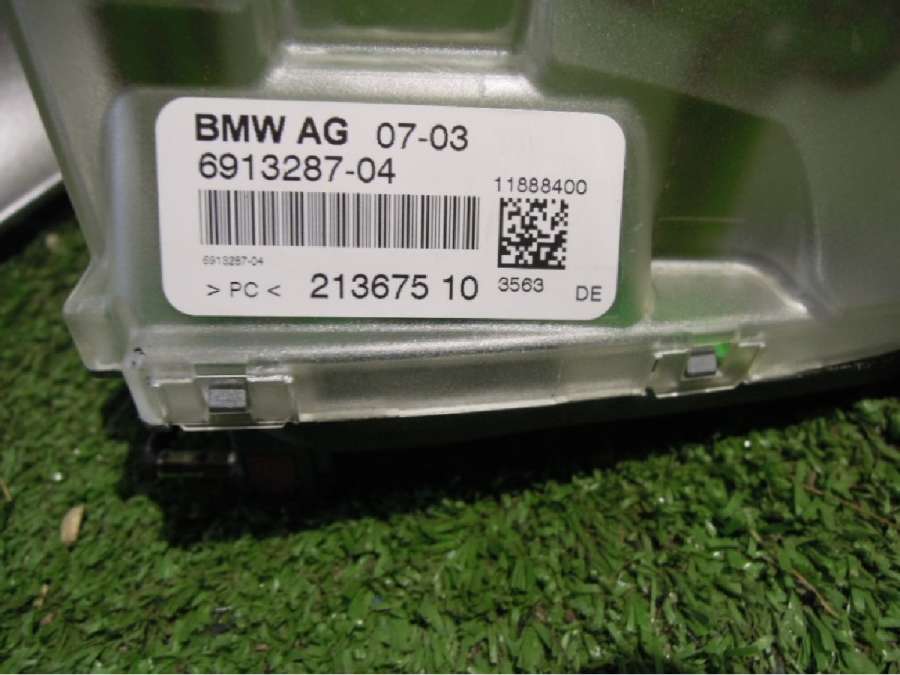 BMW AG 07-03
6913287-04
11888400
6913287-04
> PC < 213675 10 3563 DE